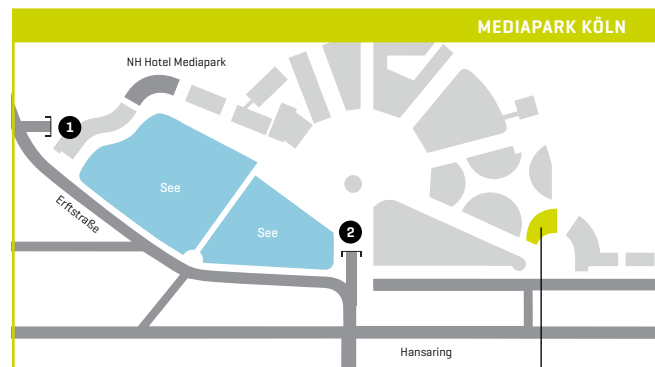 MEDIAPARK KÖLN
NH Hotel Mediapark
1
See
Erftstraße
See
2
Hansaring